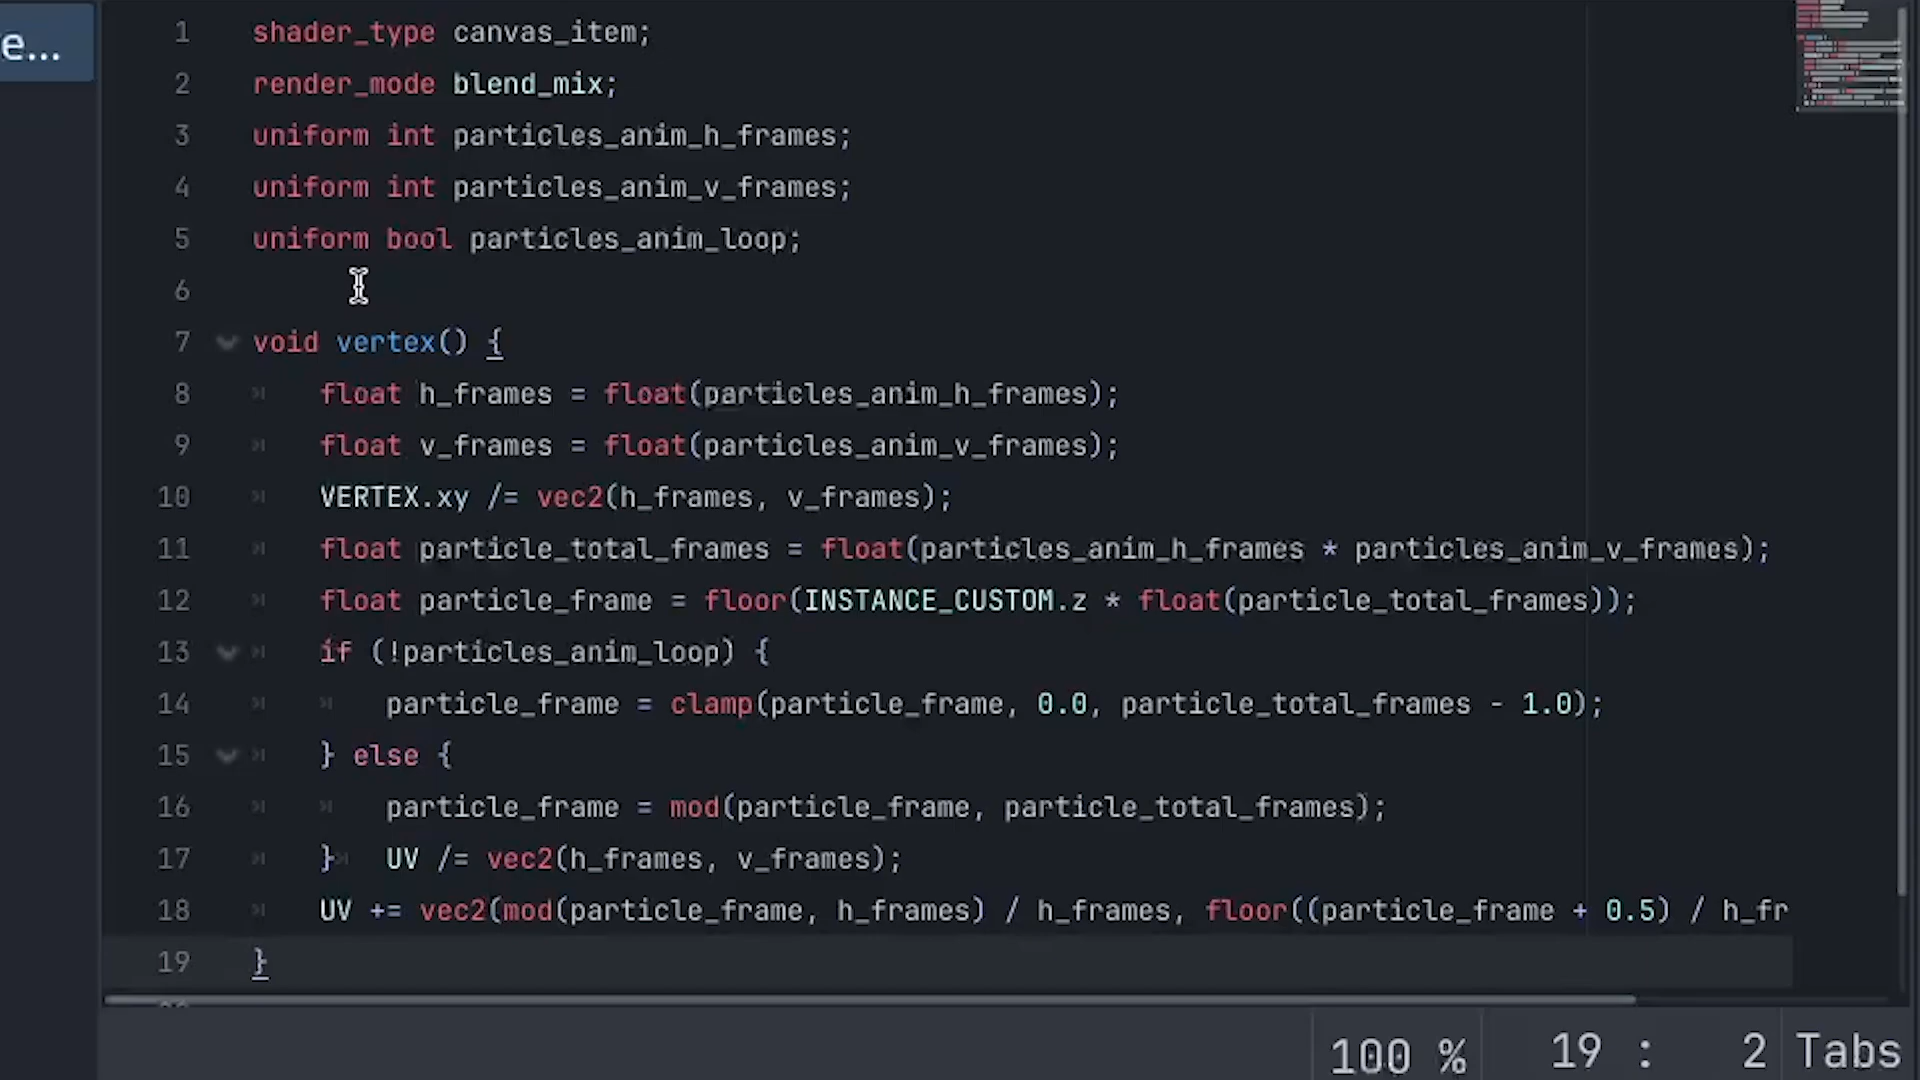 e...
1 shader_type canvas_item;
2 render_mode blend_mix;
3 uniform int particles_anim_h_frames;
4 uniform int particles_anim_v_frames;
5 uniform bool particles_anim_loop;
6
7 void vertex() {
8 float h_frames = float(particles_anim_h_frames);
9 float v_frames = float(particles_anim_v_frames);
10 VERTEX.xy /= vec2(h_frames, v_frames);
11 float particle_total_frames = float(particles_anim_h_frames * particles_anim_v_frames);
12 float particle_frame = floor(INSTANCE_CUSTOM.z * float(particle_total_frames));
13 if (!particles_anim_loop) {
14 particle_frame = clamp(particle_frame, 0.0, particle_total_frames - 1.0);
15 } else {
16 particle_frame = mod(particle_frame, particle_total_frames);
17 } UV /= vec2(h_frames, v_frames);
18 UV += vec2(mod(particle_frame, h_frames) / h_frames, floor((particle_frame + 0.5) / h_fr
19 }
100 % 19 : 2 Tabs